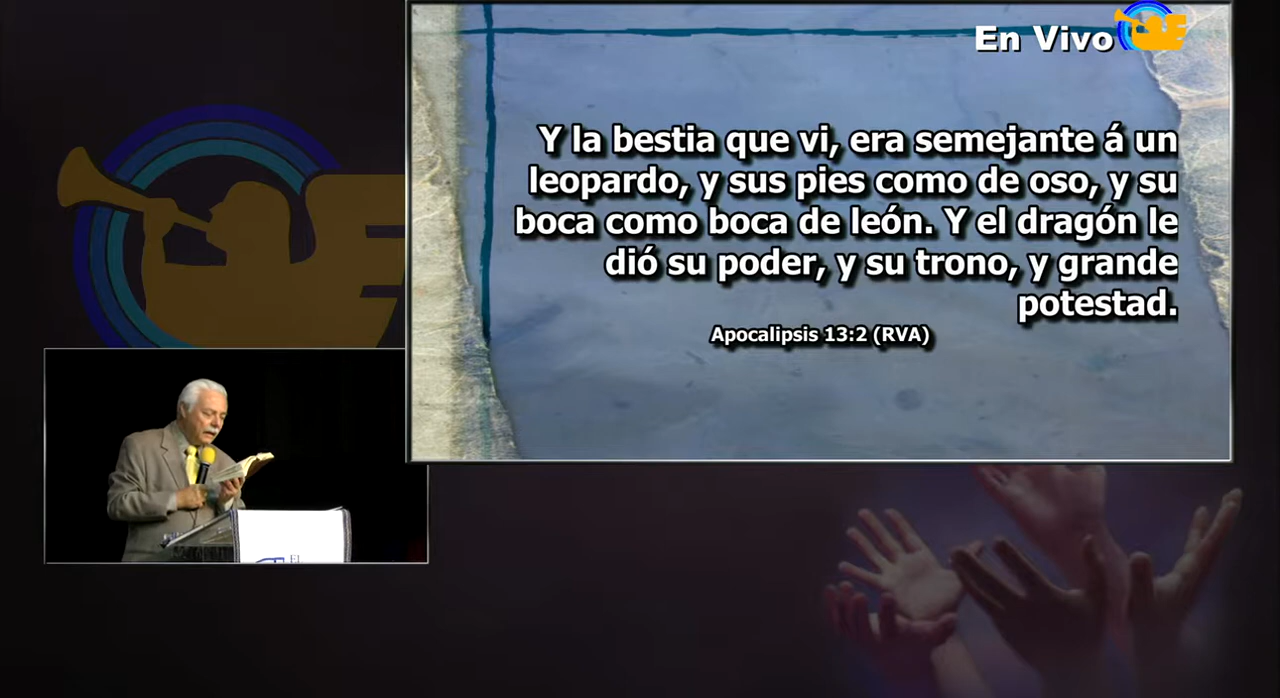 En Vivo
Y la bestia que vi, era semejante á un
leopardo, y sus pies como de oso, y su
boca como boca de león. Y el dragón le
dió su poder, y su trono, y grande
potestad.
Apocalipsis 13:2 (RVA)
EL